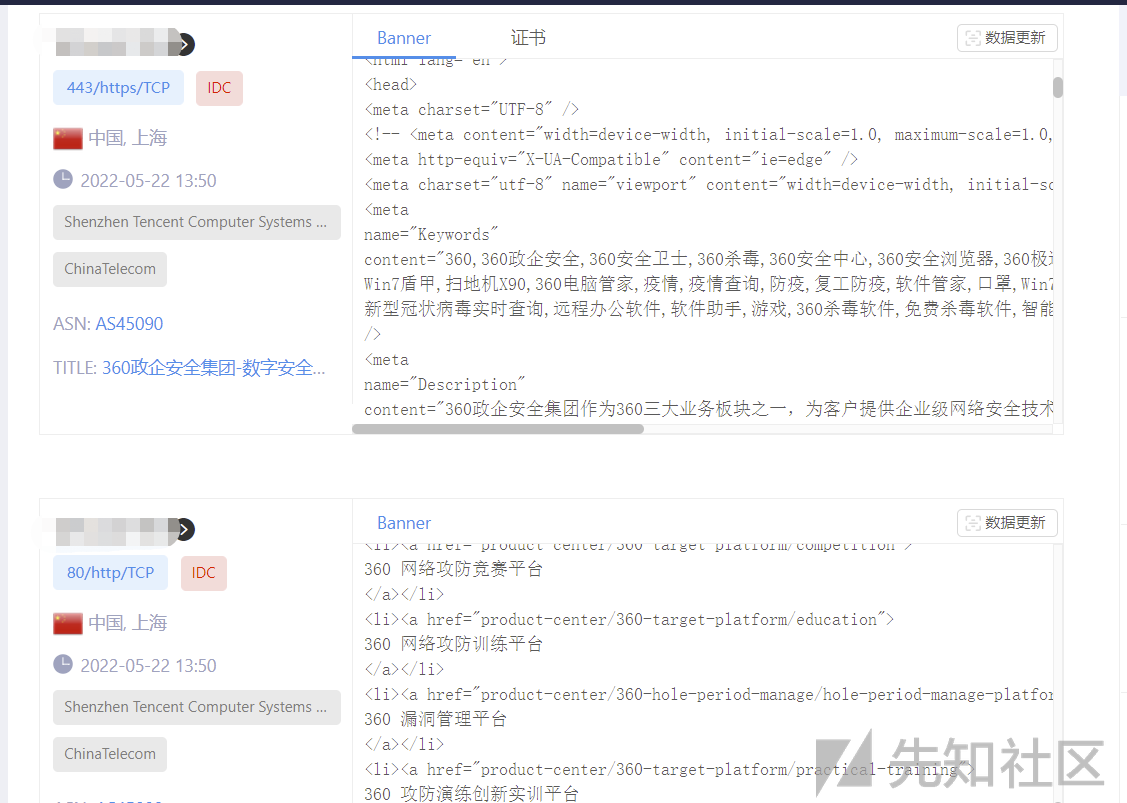 Banner
证书
数据更新
443/https/TCP
IDC
中国, 上海
2022-05-22 13:50
Shenzhen Tencent Computer Systems ...
ChinaTelecom
ASN: AS45090
TITLE: 360政企安全集团-数字安全...
<html lang="en">
<head>
<meta charset="UTF-8" />
<!-- <meta content="width=device-width, initial-scale=1.0, maximum-scale=1.0,
<meta http-equiv="X-UA-Compatible" content="ie=edge" />
<meta charset="utf-8" name="viewport" content="width=device-width, initial-sc
<meta
name="Keywords"
content="360,360政企安全,360安全卫士,360杀毒,360安全中心,360安全浏览器,360极
Win7盾甲,扫地机X90,360电脑管家,疫情,疫情查询,防疫,复工防疫,软件管家,口罩,Win7
新型冠状病毒实时查询,远程办公软件,软件助手,游戏,360杀毒软件,免费杀毒软件,智能
/>
<meta
name="Description"
content="360政企安全集团作为360三大业务板块之一，为客户提供企业级网络安全技术
Banner
数据更新
80/http/TCP
IDC
中国, 上海
2022-05-22 13:50
Shenzhen Tencent Computer Systems ...
ChinaTelecom
<li><a href="product-center/360-target-platform/competition">
360 网络攻防竞赛平台
</a></li>
<li><a href="product-center/360-target-platform/education">
360 网络攻防训练平台
</a></li>
<li><a href="product-center/360-hole-period-manage/hole-period-manage-platfor
360 漏洞管理平台
</a></li>
<li><a href="product-center/360-target-platform/practical-training">
360 攻防演练创新实训平台
先知社区